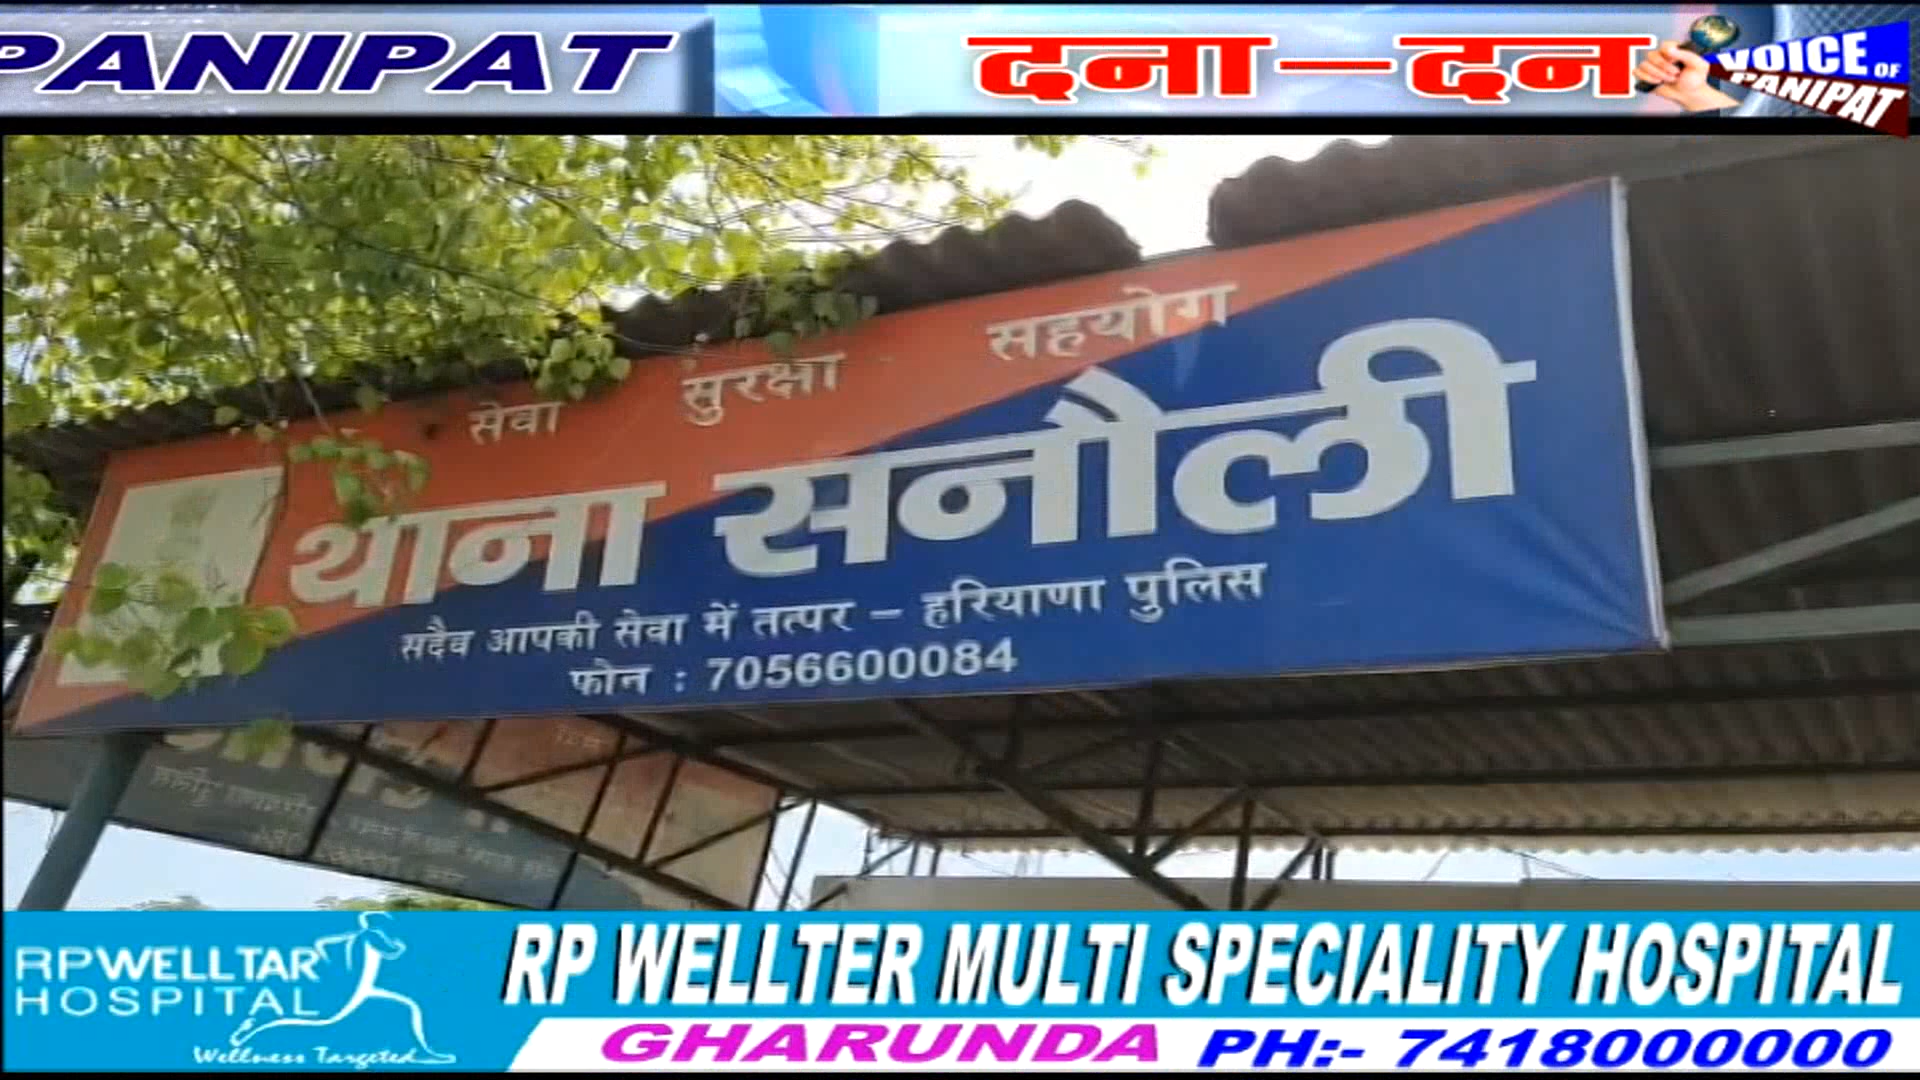 PANIPAT
दना-दन
VOICE OF PANIPAT
सेवा सुरक्षा सहयोग
थाना सनौली
सदैव आपकी सेवा में तत्पर - हरियाणा पुलिस
फोन : 7056600084
RPWELLTAR HOSPITAL
Wellness Targeted
RP WELLTER MULTI SPECIALITY HOSPITAL
GHARUNDA PH:- 7418000000